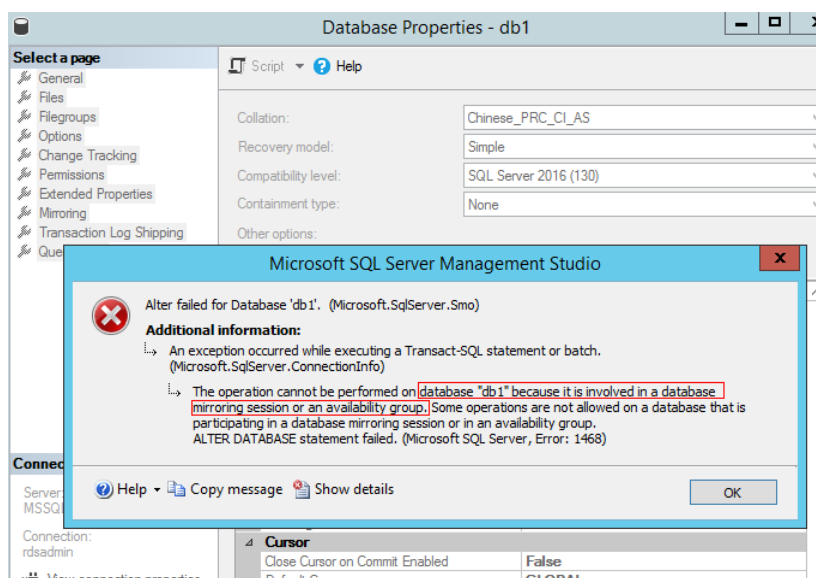 Database Properties - db1
Select a page
General
Files
Filegroups
Options
Change Tracking
Permissions
Extended Properties
Mirroring
Transaction Log Shipping
Que
Script Help
Collation: Chinese_PRC_CI_AS
Recovery model: Simple
Compatibility level: SQL Server 2016 (130)
Containment type: None
Other options:
Microsoft SQL Server Management Studio
x
Alter failed for Database 'db1'. (Microsoft.SqlServer.Smo)
Additional information:
An exception occurred while executing a Transact-SQL statement or batch.
(Microsoft.SqlServer.ConnectionInfo)
The operation cannot be performed on database "db1" because it is involved in a database
mirroring session or an availability group. Some operations are not allowed on a database that is
participating in a database mirroring session or in an availability group.
ALTER DATABASE statement failed. (Microsoft SQL Server, Error: 1468)
Help Copy message Show details OK
Connec
Server:
MSSQL
Connection:
rdsadmin
View connection properties
Cursor
Close Cursor on Commit Enabled False
GLOBAL